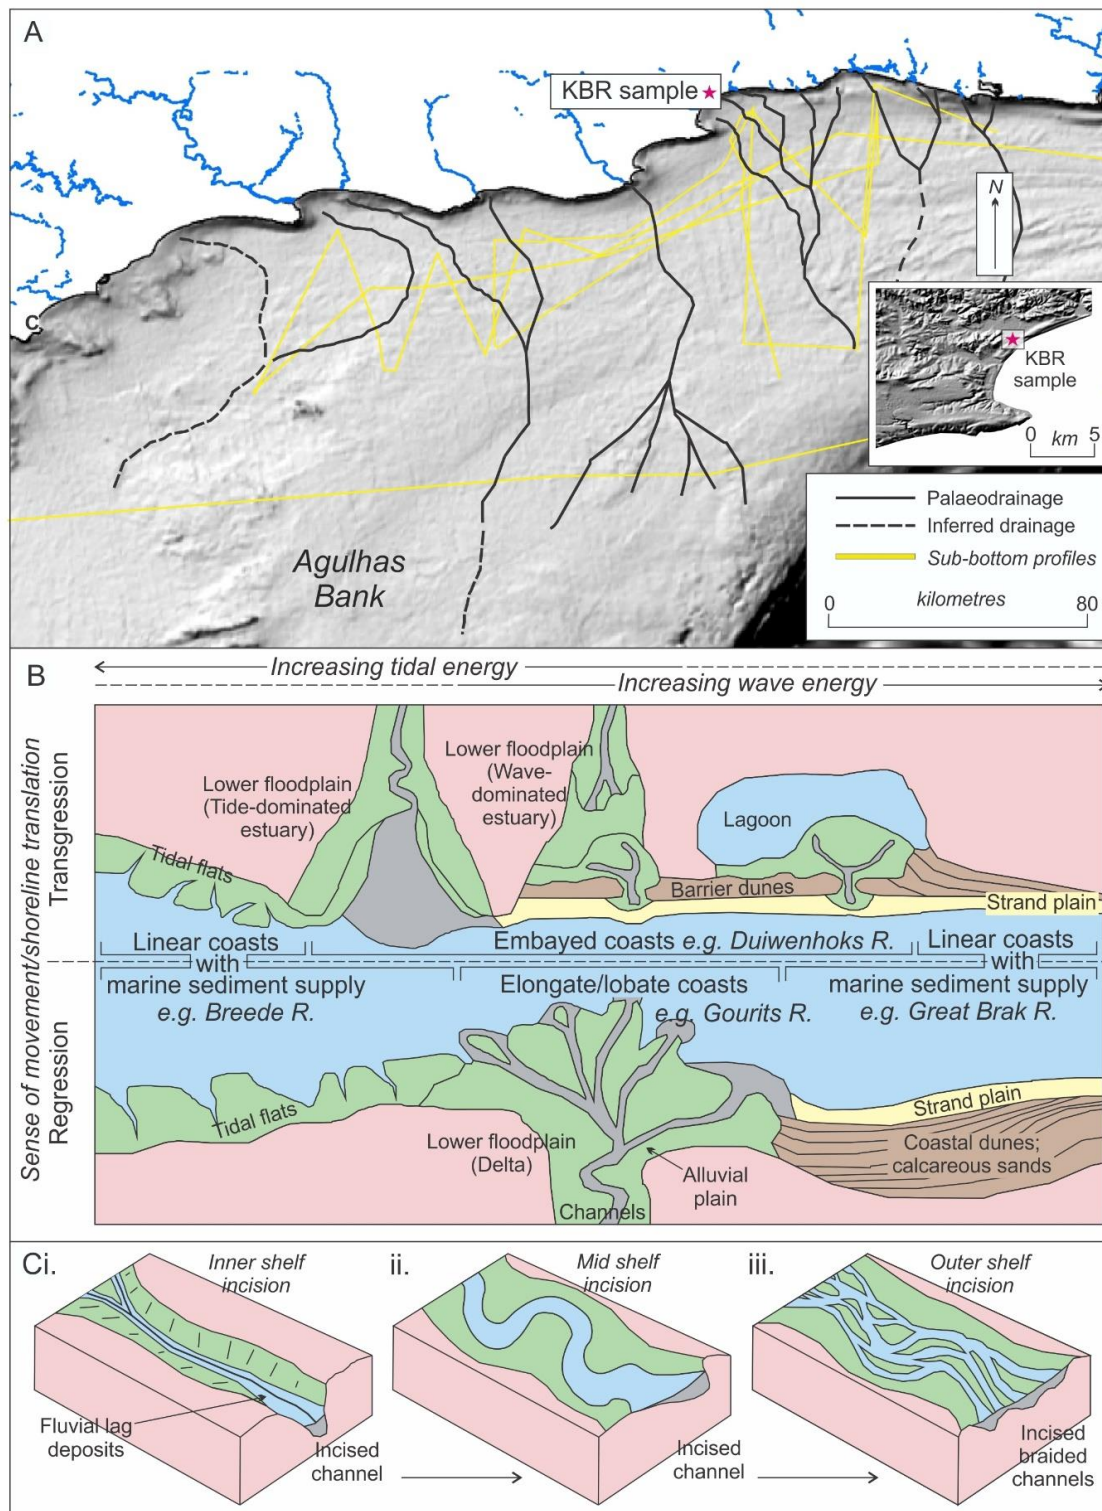 A
KBR sample
N
C
KBR
sample
0 km 5
Palaeodrainage
Inferred drainage
Sub-bottom profiles
kilometres
0 80
Agulhas
Bank
B
Increasing tidal energy
Increasing wave energy
Sense of movement/shoreline translation
Transgression
Regression
Lower floodplain
(Tide-dominated
estuary)
Lower floodplain
(Wave-
dominated
estuary)
Lagoon
Tidal flats
Barrier dunes
Strand plain
Linear coasts
with
marine sediment supply
e.g. Breede R.
Embayed coasts e.g. Duiwenhoks R.
Linear coasts
with
marine sediment supply
e.g. Great Brak R.
Elongate/lobate coasts
e.g. Gourits R.
Tidal flats
Strand plain
Lower floodplain
(Delta)
Alluvial
plain
Coastal dunes;
calcareous sands
Channels
Ci.
Inner shelf
incision
Fluvial lag
deposits
Incised
channel
ii.
Mid shelf
incision
Incised
channel
iii.
Outer shelf
incision
Incised
braided
channels